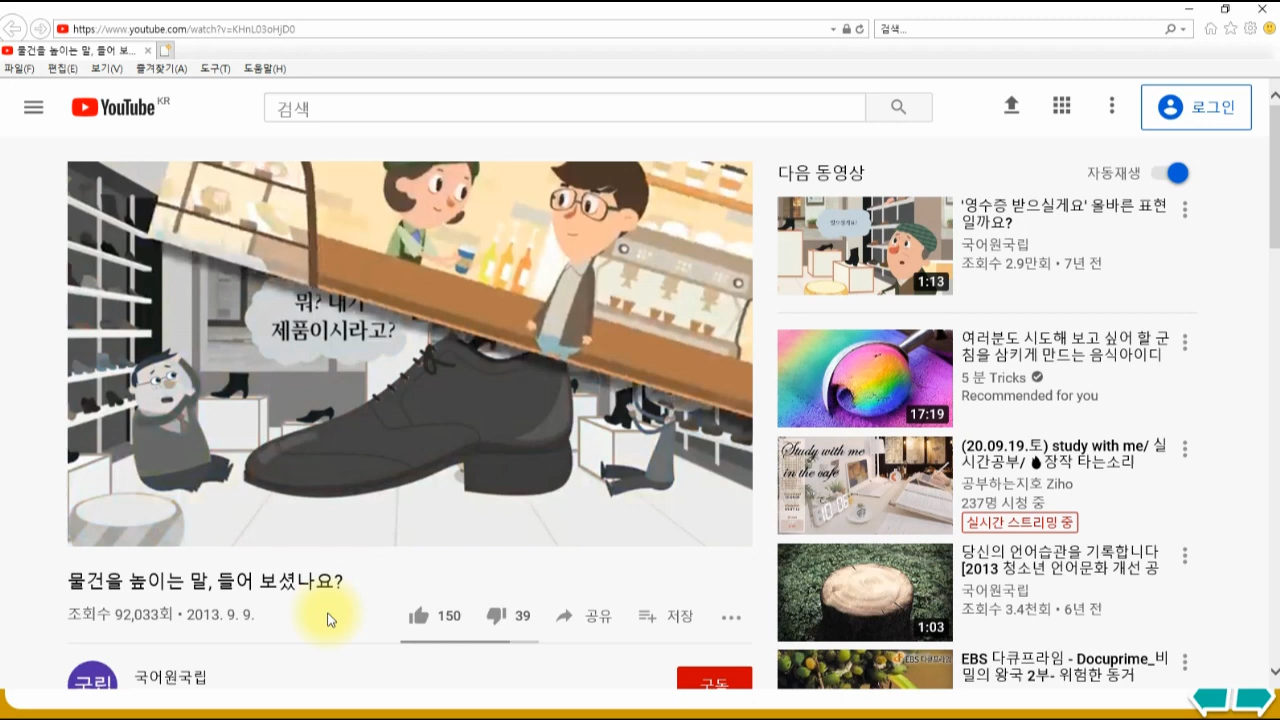 https://www.youtube.com/watch?v=KHnL03oHjD0
검색...
물건을 높이는 말, 들어 보...
파일(F) 편집(E) 보기(V) 즐겨찾기(A) 도구(T) 도움말(H)
YouTube KR
검색
로그인
뭐? 내가
제품이시라고?
물건을 높이는 말, 들어 보셨나요?
조회수 92,033회 • 2013. 9. 9.
150
39
공유
저장
국립
국어원국립
구독
다음 동영상
자동재생
'영수증 받으실게요' 올바른 표현
일까요?
국어원국립
조회수 2.9만회 • 7년 전
1:13
여러분도 시도해 보고 싶어 할 군
침을 삼키게 만드는 음식아이디
5 분 Tricks
Recommended for you
17:19
(20.09.19.토) study with me/ 실
시간공부/ 장작 타는소리
공부하는지호 Ziho
237명 시청 중
실시간 스트리밍 중
Study with me
in the cafe
10:06
당신의 언어습관을 기록합니다
[2013 청소년 언어문화 개선 공
국어원국립
조회수 3.4천회 • 6년 전
1:03
EBS 다큐프라임 - Docuprime_비
밀의 왕국 2부- 위험한 동거
EBS 다큐프라임